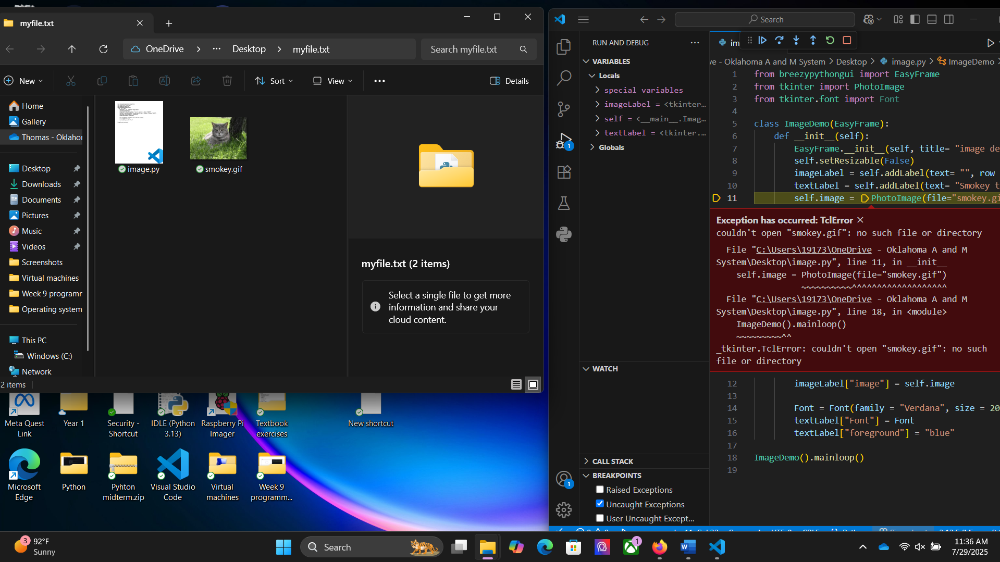 myfile.txt
OneDrive
Desktop
myfile.txt
Search myfile.txt
New
Sort
View
Details
Home
Gallery
Thomas - Oklahor
Desktop
Downloads
Documents
Pictures
Music
Videos
Screenshots
Virtual machines
Week 9 programm
Operating system
This PC
Windows (C:)
Network
image.py
smokey.gif
myfile.txt (2 items)
Select a single file to get more
information and share your
cloud content.
2 items
Meta Quest
Link
Year 1
Security -
Shortcut
IDLE (Python
3.13)
Raspberry Pi
Imager
Textbook
exercises
New shortcut
Microsoft
Edge
Python
Pyhton
midterm.zip
Visual Studio
Code
Virtual
machines
Week 9
programm...
Search
RUN AND DEBUG
VARIABLES
Locals
special variables
imageLabel = <tkinter...
self = <__main__.Imag...
textLabel = <tkinter....
Globals
WATCH
CALL STACK
BREAKPOINTS
Raised Exceptions
Uncaught Exceptions
User Uncaught Except...
1
1
im
ve - Oklahoma A and M System > Desktop > image.py > ImageDemo >
1 from breezypythongui import EasyFrame
2 from tkinter import PhotoImage
3 from tkinter.font import Font
4
5 class ImageDemo(EasyFrame):
6 def __init__(self):
7 EasyFrame.__init__(self, title= "image de
8 self.setResizable(False)
9 imageLabel = self.addLabel(text= "", row
10 textLabel = self.addLabel(text= "Smokey t
11 self.image = PhotoImage(file="smokey.gi
Exception has occurred: TclError
couldn't open "smokey.gif": no such file or directory
File "C:\Users\19173\OneDrive - Oklahoma A and M
System\Desktop\image.py", line 11, in __init__
self.image = PhotoImage(file="smokey.gif")
~~~~~~~~~~^^^^^^^^^^^^^^^^^^^
File "C:\Users\19173\OneDrive - Oklahoma A and M
System\Desktop\image.py", line 18, in <module>
ImageDemo().mainloop()
~~~~~~~~~^^
_tkinter.TclError: couldn't open "smokey.gif": no such
file or directory
12 imageLabel["image"] = self.image
13
14 Font = Font(family = "Verdana", size = 20
15 textLabel["Font"] = Font
16 textLabel["foreground"] = "blue"
17
18 ImageDemo().mainloop()
19
3
92°F
Sunny
Search
1
11:36 AM
7/29/2025